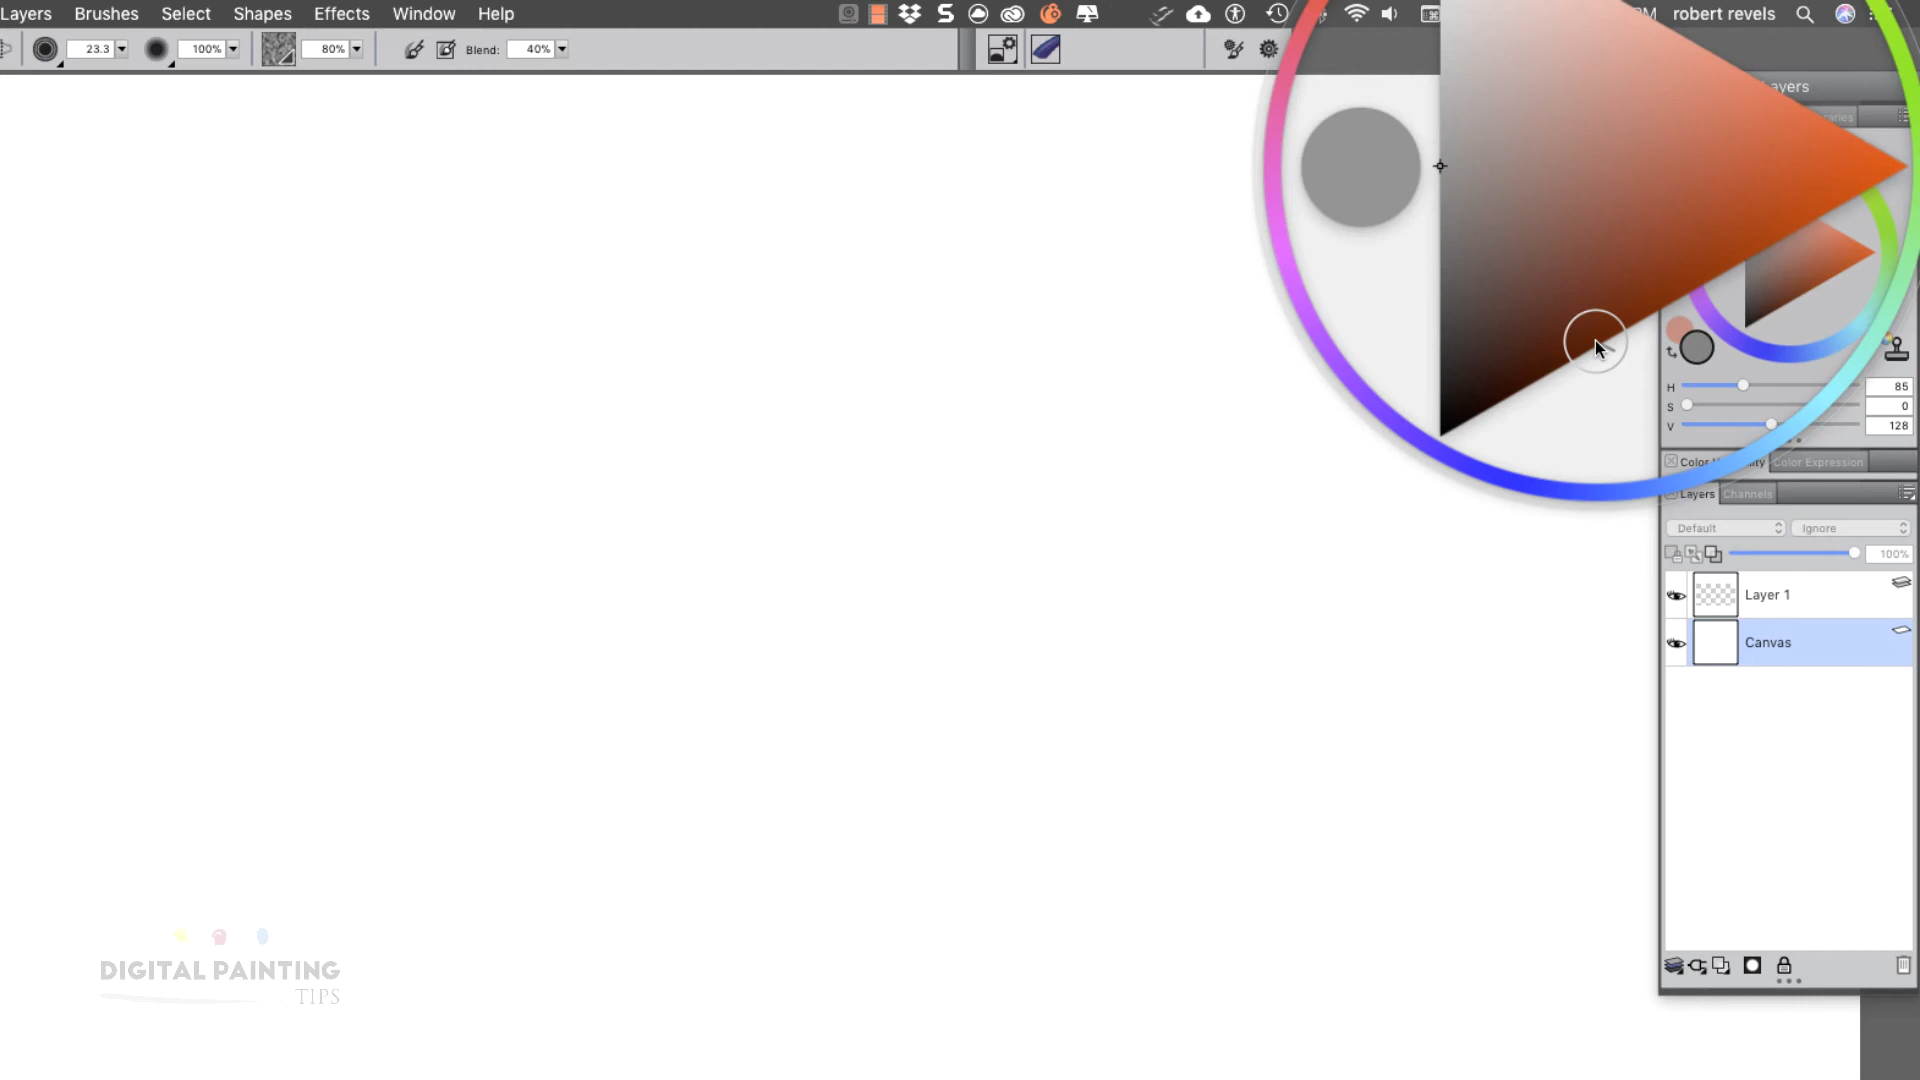 Layers Brushes Select Shapes Effects Window Help
robert revels
23.3 100% 80% Blend: 40%
Layers
H 85
S 0
V 128
Color Expression
Layers Channels
Default Ignore
100%
Layer 1
Canvas
DIGITAL PAINTING
TIPS